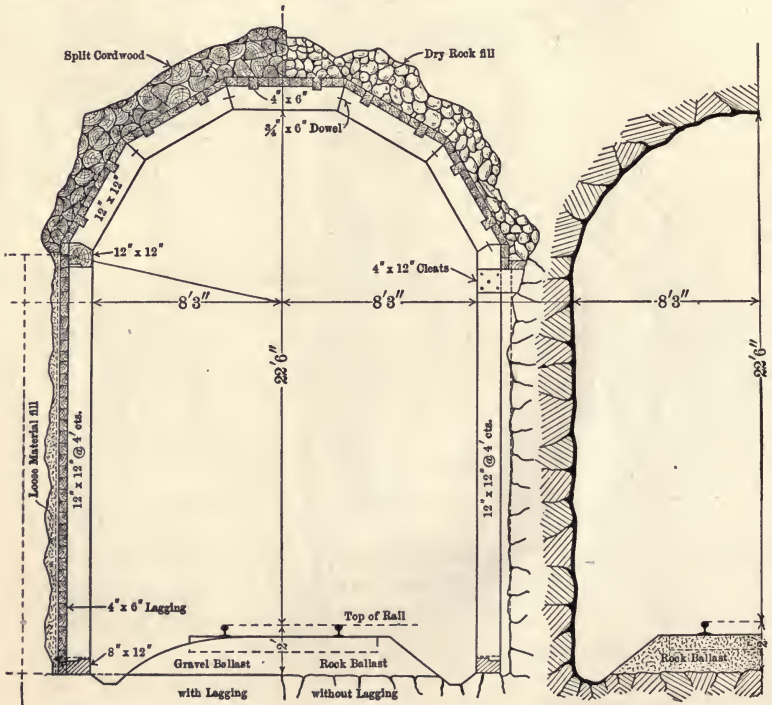 Split Cordwood
Dry Rock fill
4" x 6"
¾" x 6" Dowel
12" x 12"
12" x 12"
4" x 12" Cleats
8'3"
8'3"
8'3"
22'6"
22'6"
Loose Material fill
12" x 12" @ 4' cts.
12" x 12" @ 4' cts.
4" x 6" Lagging
Top of Rail
8" x 12"
2'
2'
Gravel Ballast
Rock Ballast
Rock Ballast
with Lagging
without Lagging